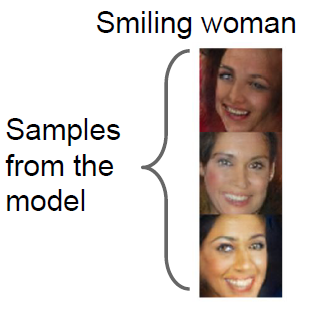 Smiling woman
Samples
from the
model